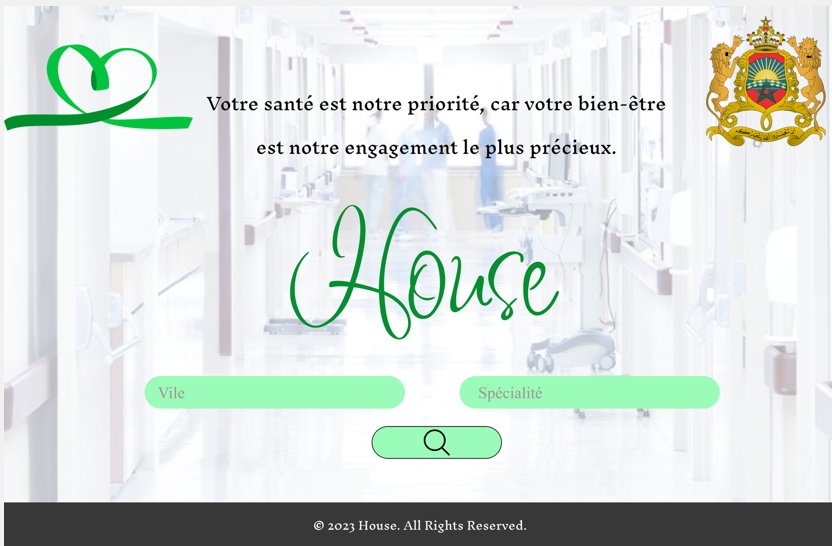 Votre santé est notre priorité, car votre bien-être
est notre engagement le plus précieux.
House
Vile
Spécialité
© 2023 House. All Rights Reserved.